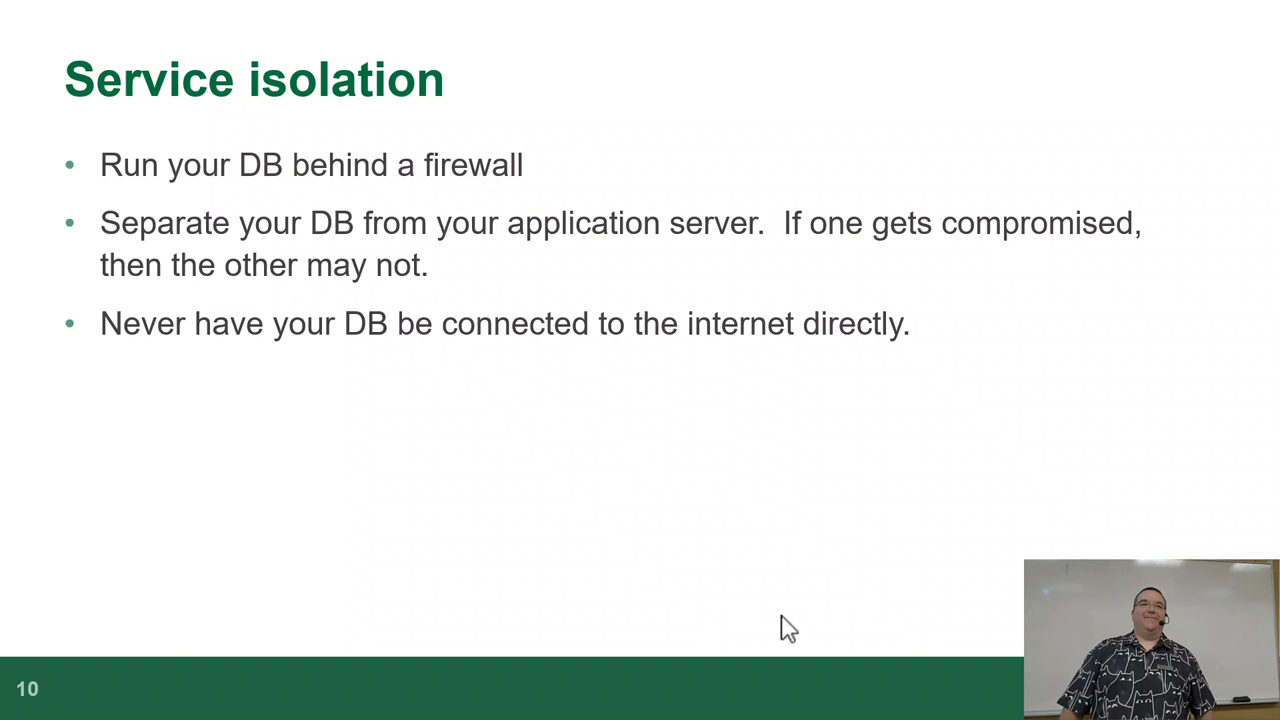 Service isolation
• Run your DB behind a firewall
• Separate your DB from your application server.  If one gets compromised,
then the other may not.
• Never have your DB be connected to the internet directly.
10